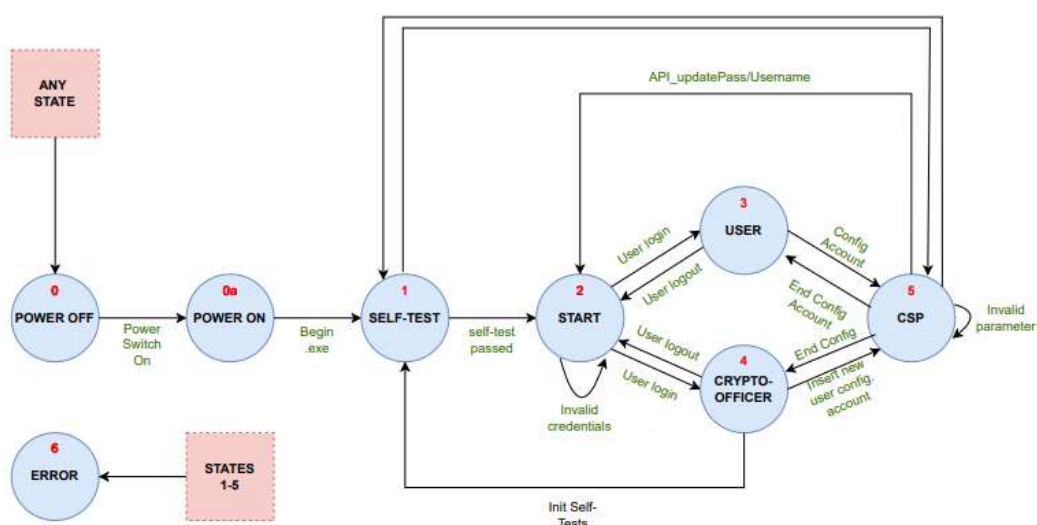 API_updatePass/Username
ANY
STATE
3
USER
User login
User logout
Config
Account
End Config
Account
0
POWER OFF
Power
Switch
On
0a
POWER ON
Begin
.exe
1
SELF-TEST
self-test
passed
2
START
Invalid
credentials
User logout
User login
4
CRYPTO-
OFFICER
End Config
Insert new
user config.
account
5
CSP
Invalid
parameter
6
ERROR
STATES
1-5
Init Self-
Tests